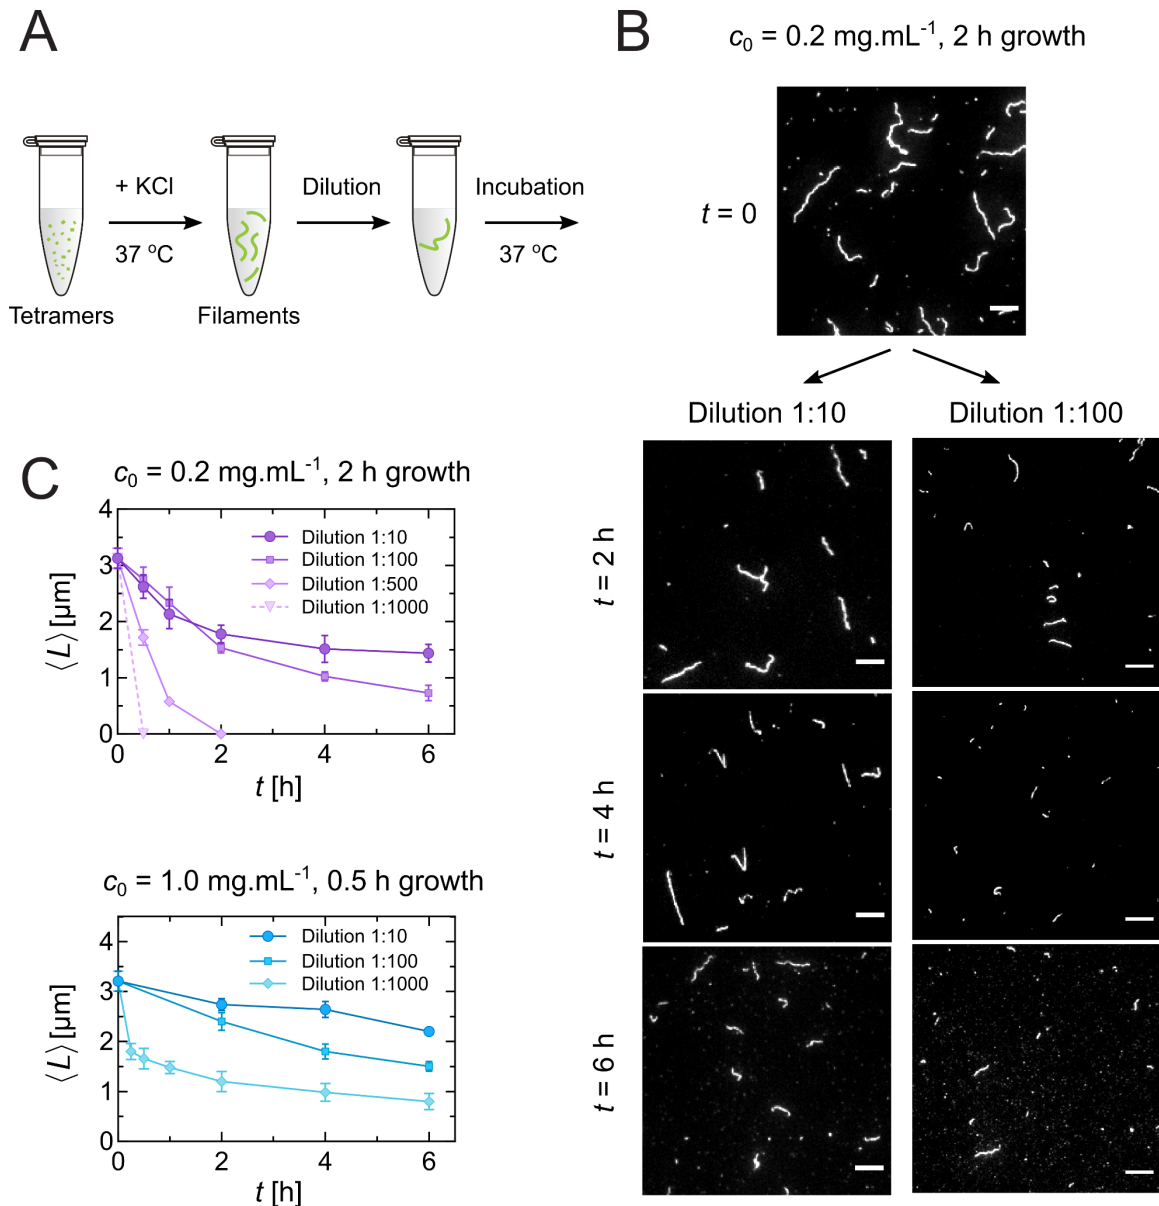 A
+ KCl
Dilution
Incubation
37 °C
37 °C
Tetramers
Filaments
B
c₀ = 0.2 mg.mL⁻¹, 2 h growth
t = 0
Dilution 1:10
Dilution 1:100
t = 2 h
t = 4 h
t = 6 h
C
c₀ = 0.2 mg.mL⁻¹, 2 h growth
4
3
2
1
0
⟨L⟩ [µm]
Dilution 1:10
Dilution 1:100
Dilution 1:500
Dilution 1:1000
0
2
4
6
t [h]
c₀ = 1.0 mg.mL⁻¹, 0.5 h growth
4
3
2
1
0
⟨L⟩ [µm]
Dilution 1:10
Dilution 1:100
Dilution 1:1000
0
2
4
6
t [h]